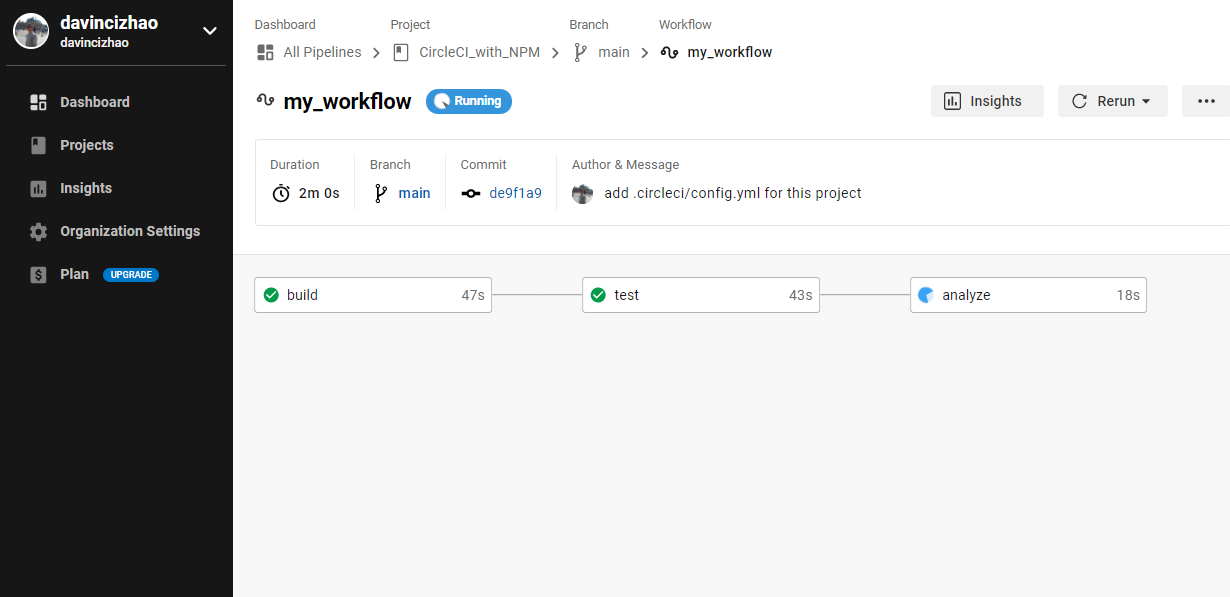 davincizhao
davincizhao
Dashboard
Projects
Insights
Organization Settings
Plan UPGRADE
Dashboard Project Branch Workflow
All Pipelines CircleCI_with_NPM main my_workflow
my_workflow Running Insights Rerun
Duration Branch Commit Author & Message
2m 0s main de9f1a9 add .circleci/config.yml for this project
build 47s test 43s analyze 18s